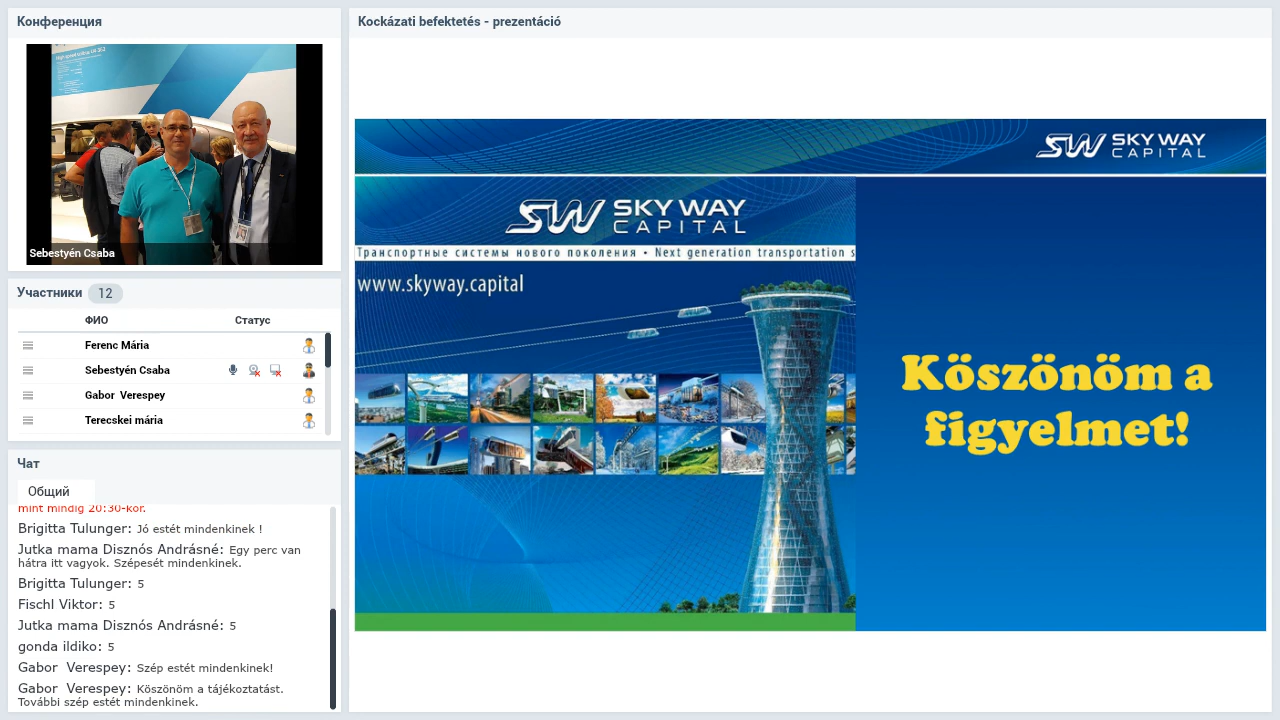 Конференция
Sebestyén Csaba
Участники 12
ФИО Статус
Ferenc Mária
Sebestyén Csaba
Gabor Verespey
Terecskei mária
Чат
Общий
mint mindig 20:30-kor.
Brigitta Tulunger: Jó estét mindenkinek !
Jutka mama Disznós Andrásné: Egy perc van
hátra itt vagyok. Szépesét mindenkinek.
Brigitta Tulunger: 5
Fischl Viktor: 5
Jutka mama Disznós Andrásné: 5
gonda ildiko: 5
Gabor Verespey: Szép estét mindenkinek!
Gabor Verespey: Köszönöm a tájékoztatást.
További szép estét mindenkinek.
Kockázati befektetés - prezentáció
SW SKY WAY
CAPITAL
SW SKY WAY
CAPITAL
Транспортные системы нового поколения • Next generation transportation s
www.skyway.capital
Köszönöm a
figyelmet!